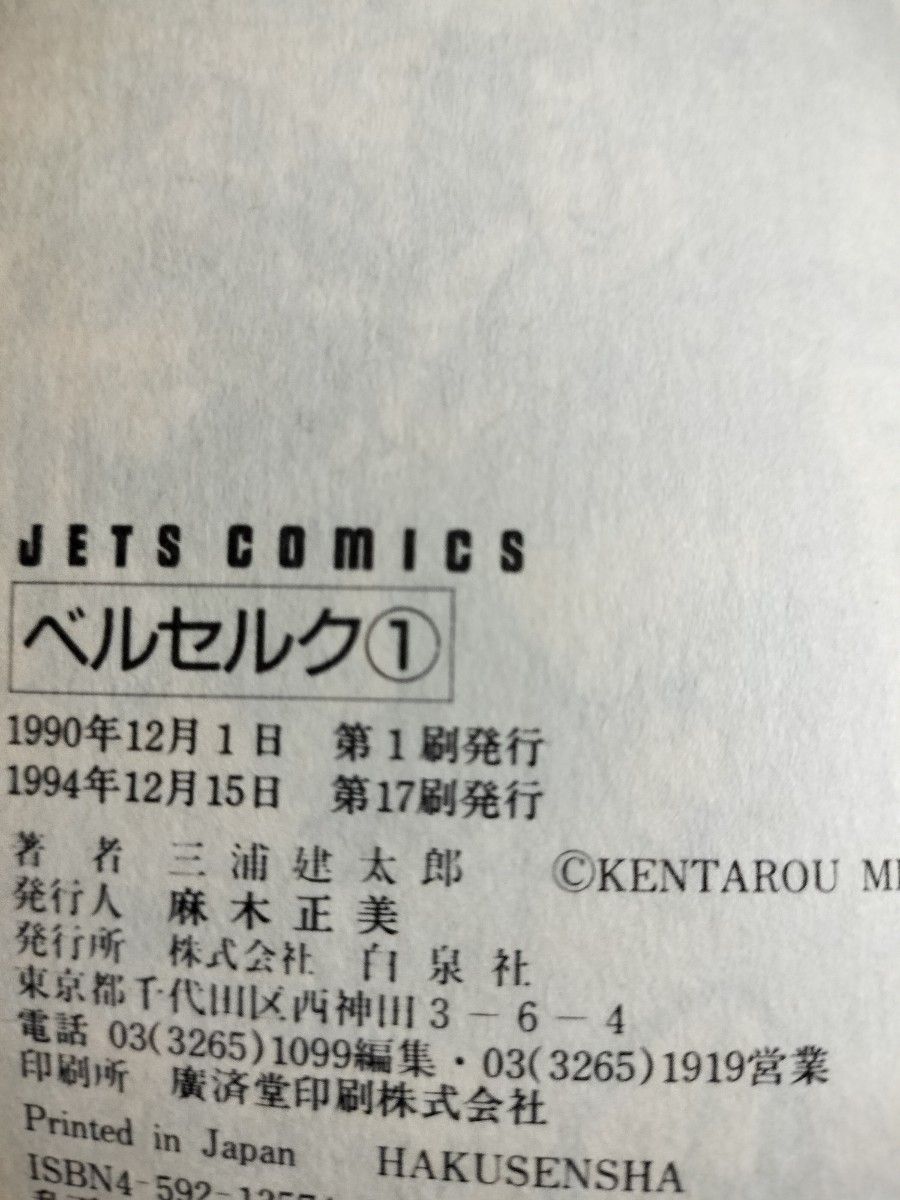 JETS COMICS
ベルセルク①
1990年12月1日 第1刷発行
1994年12月15日 第17刷発行
著者 三浦建太郎 ©KENTAROU
発行人 麻木正美
発行所 株式会社 白泉社
東京都千代田区西神田3-6-4
電話 03(3265)1099編集・03(3265)1919営業
印刷所 廣済堂印刷株式会社
Printed in Japan HAKUSENSHA
ISBN4-592-